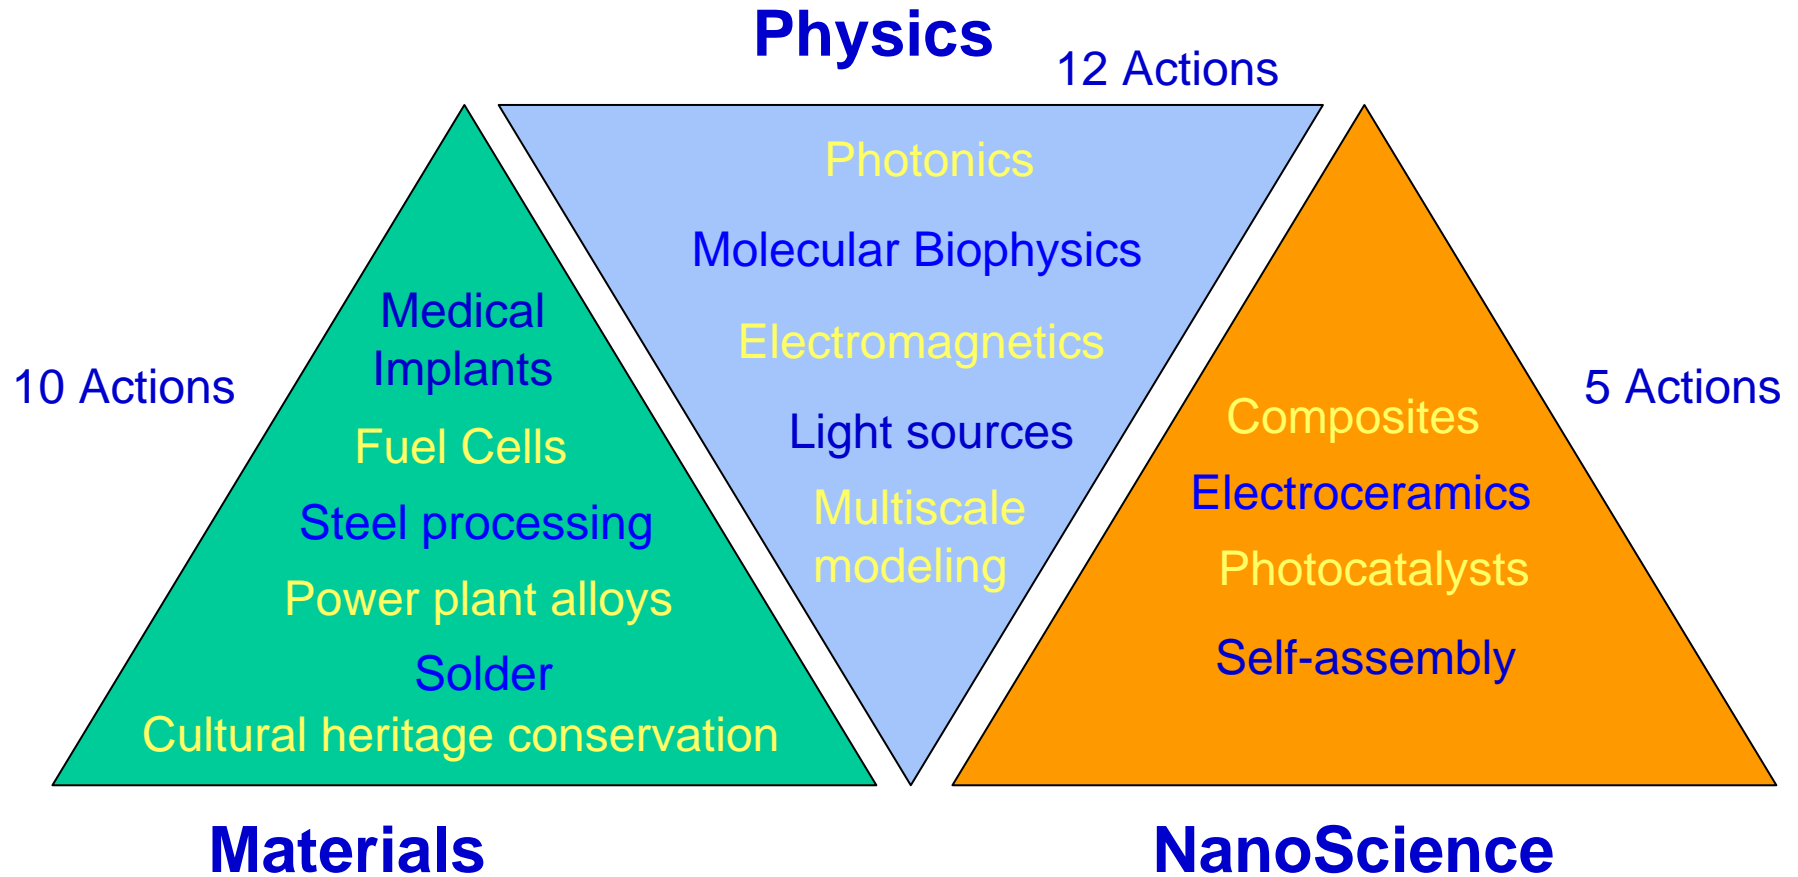 Physics
12 Actions
Photonics
Molecular Biophysics
Electromagnetics
Light sources
Multiscale
modeling
10 Actions
Medical
Implants
Fuel Cells
Steel processing
Power plant alloys
Solder
Cultural heritage conservation
Materials
5 Actions
Composites
Electroceramics
Photocatalysts
Self-assembly
NanoScience